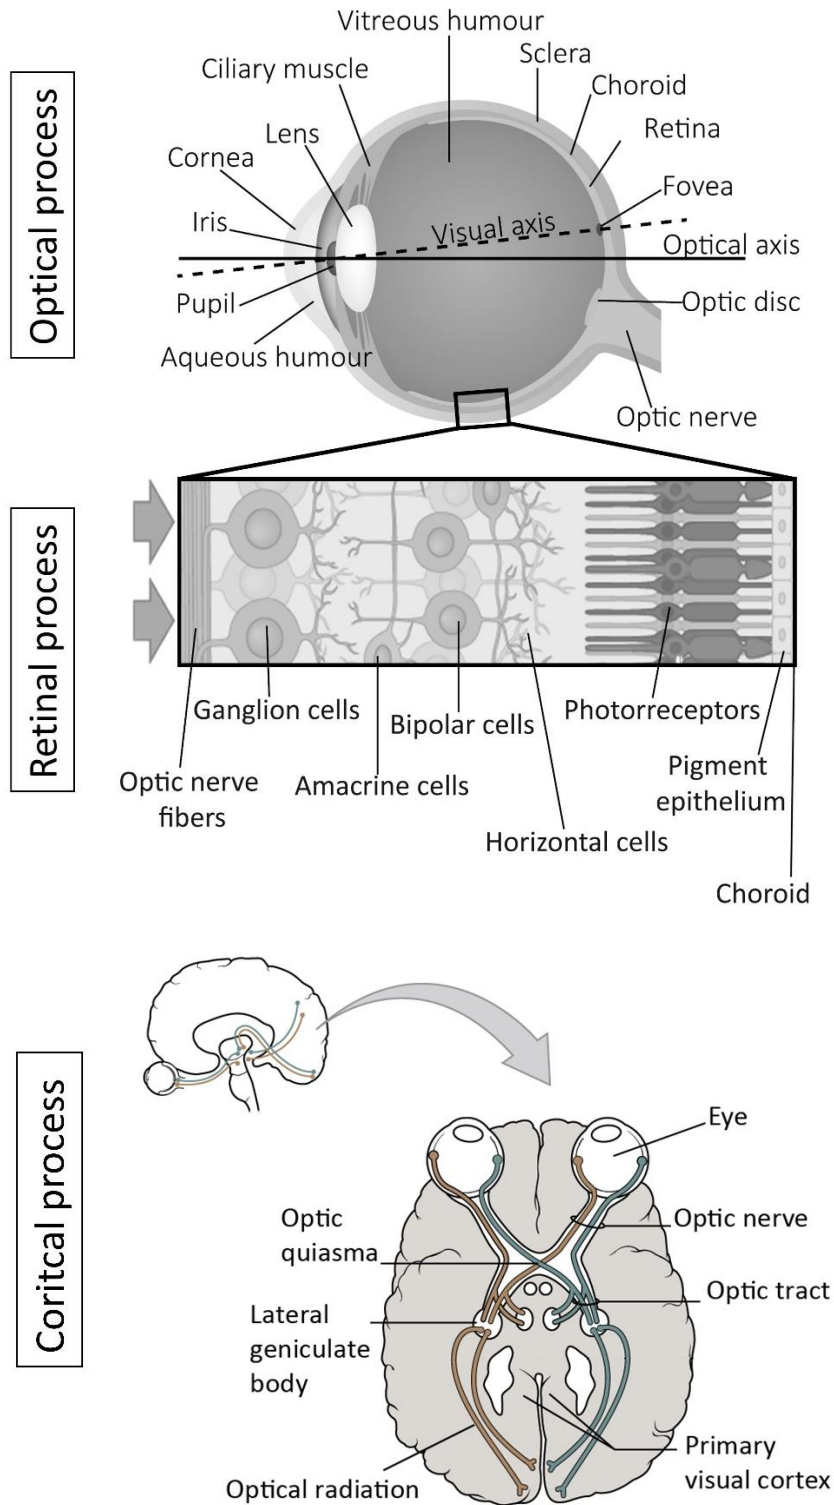 Optical process
Vitreous humour
Sclera
Ciliary muscle
Choroid
Lens
Retina
Cornea
Fovea
Iris
Visual axis
Optical axis
Pupil
Optic disc
Aqueous humour
Optic nerve
Retinal process
Ganglion cells
Bipolar cells
Photorreceptors
Optic nerve
fibers
Amacrine cells
Pigment
epithelium
Horizontal cells
Choroid
Coritcal process
Eye
Optic
quiasma
Optic nerve
Optic tract
Lateral
geniculate
body
Primary
visual cortex
Optical radiation